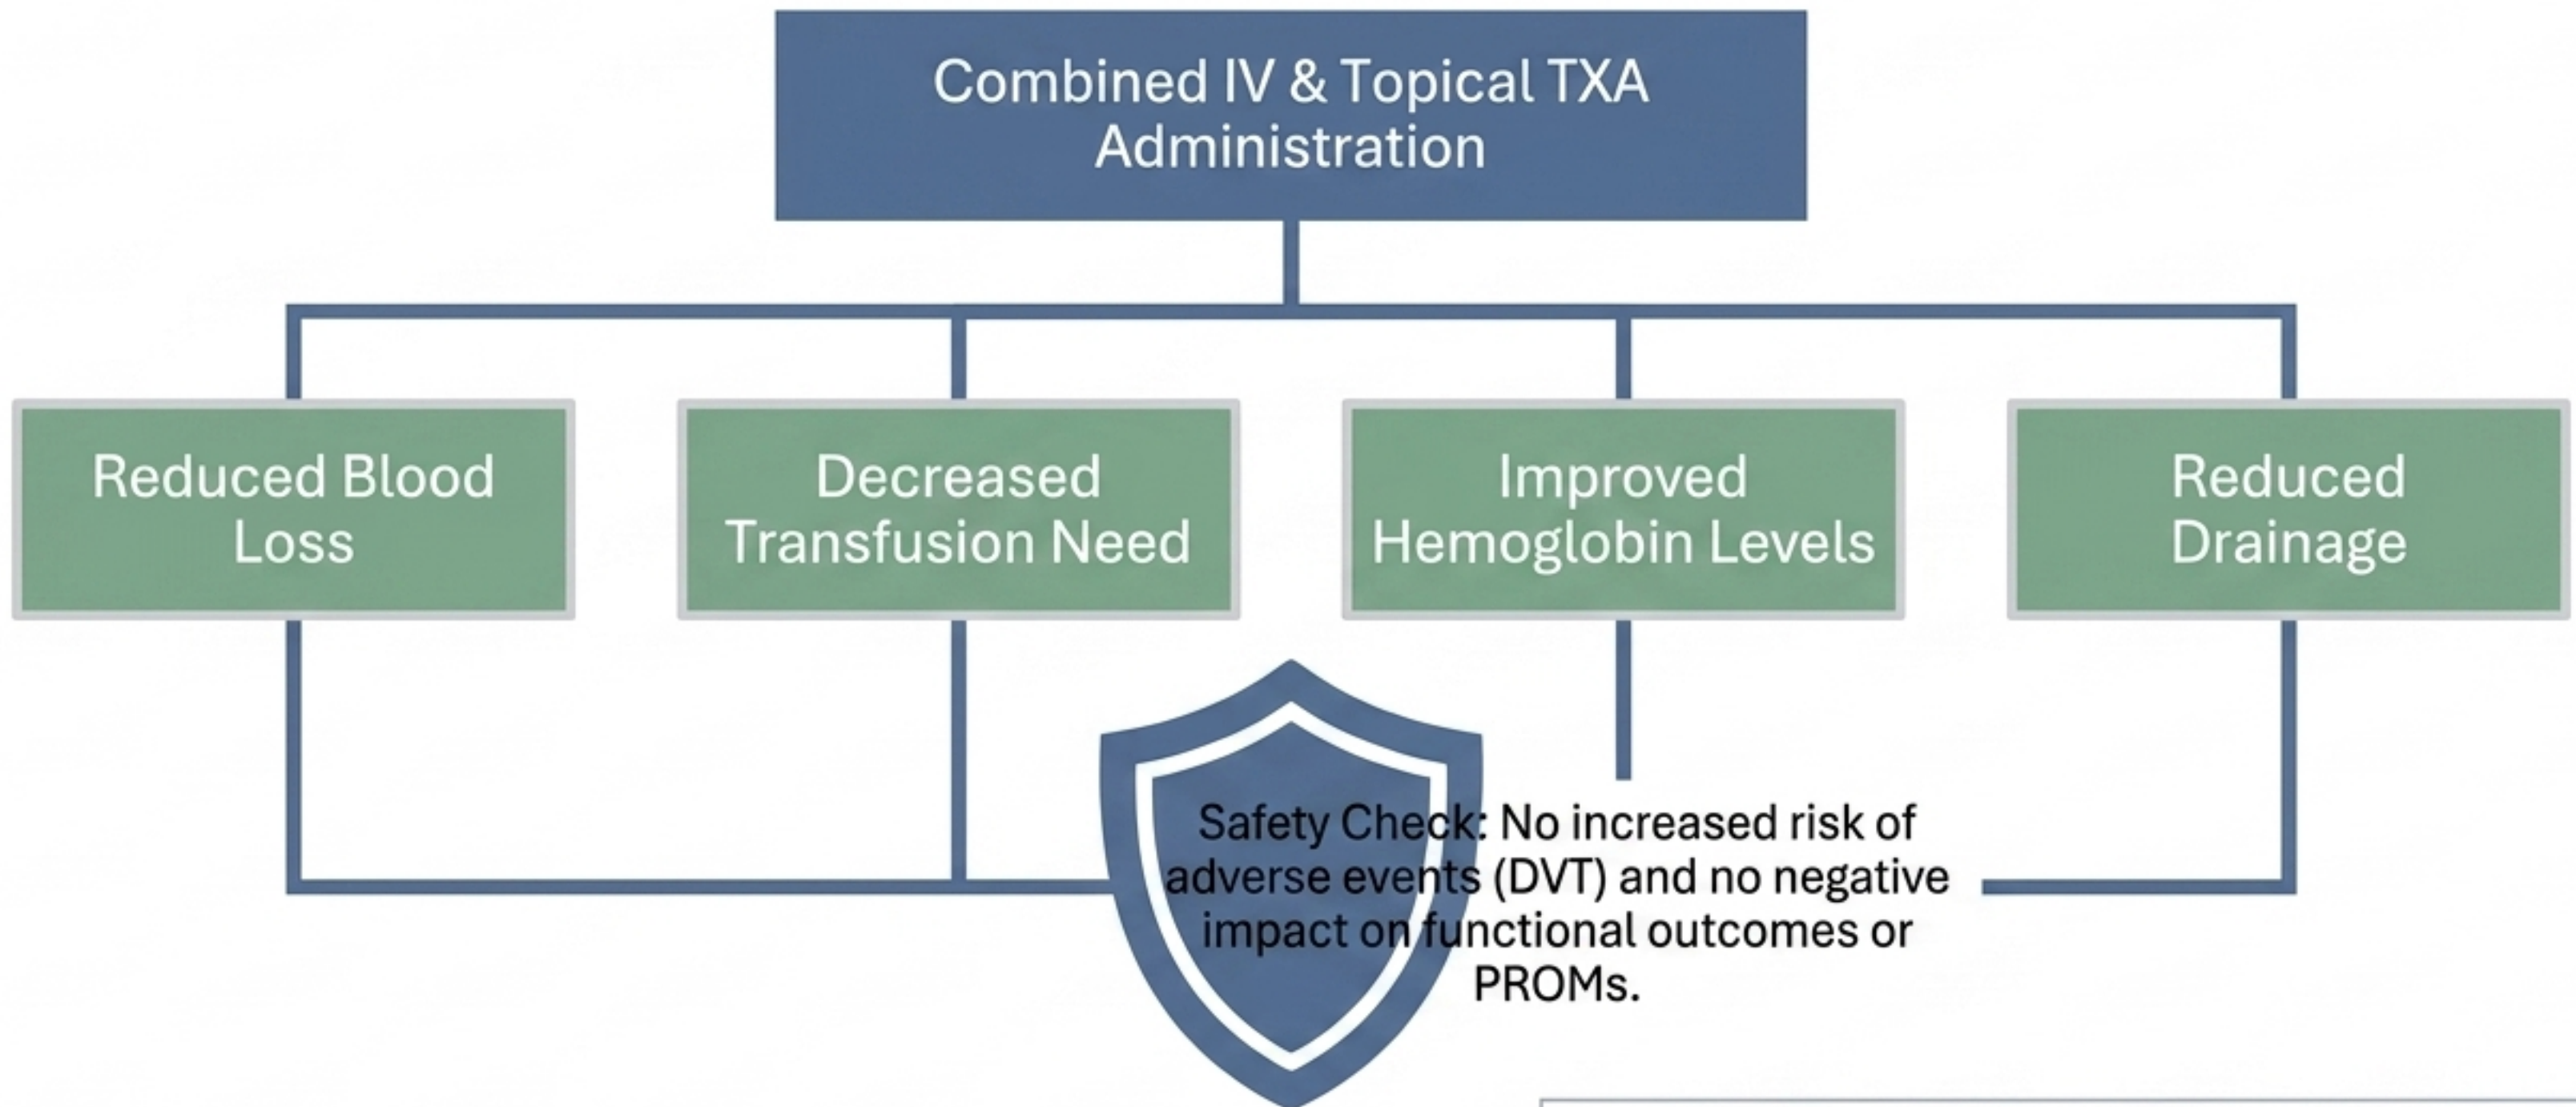 Combined IV & Topical TXA
Administration
Reduced Blood
Loss
Decreased
Transfusion Need
Improved
Hemoglobin Levels
Reduced
Drainage
Safety Check: No increased risk of
adverse events (DVT) and no negative
impact on functional outcomes or
PROMs.